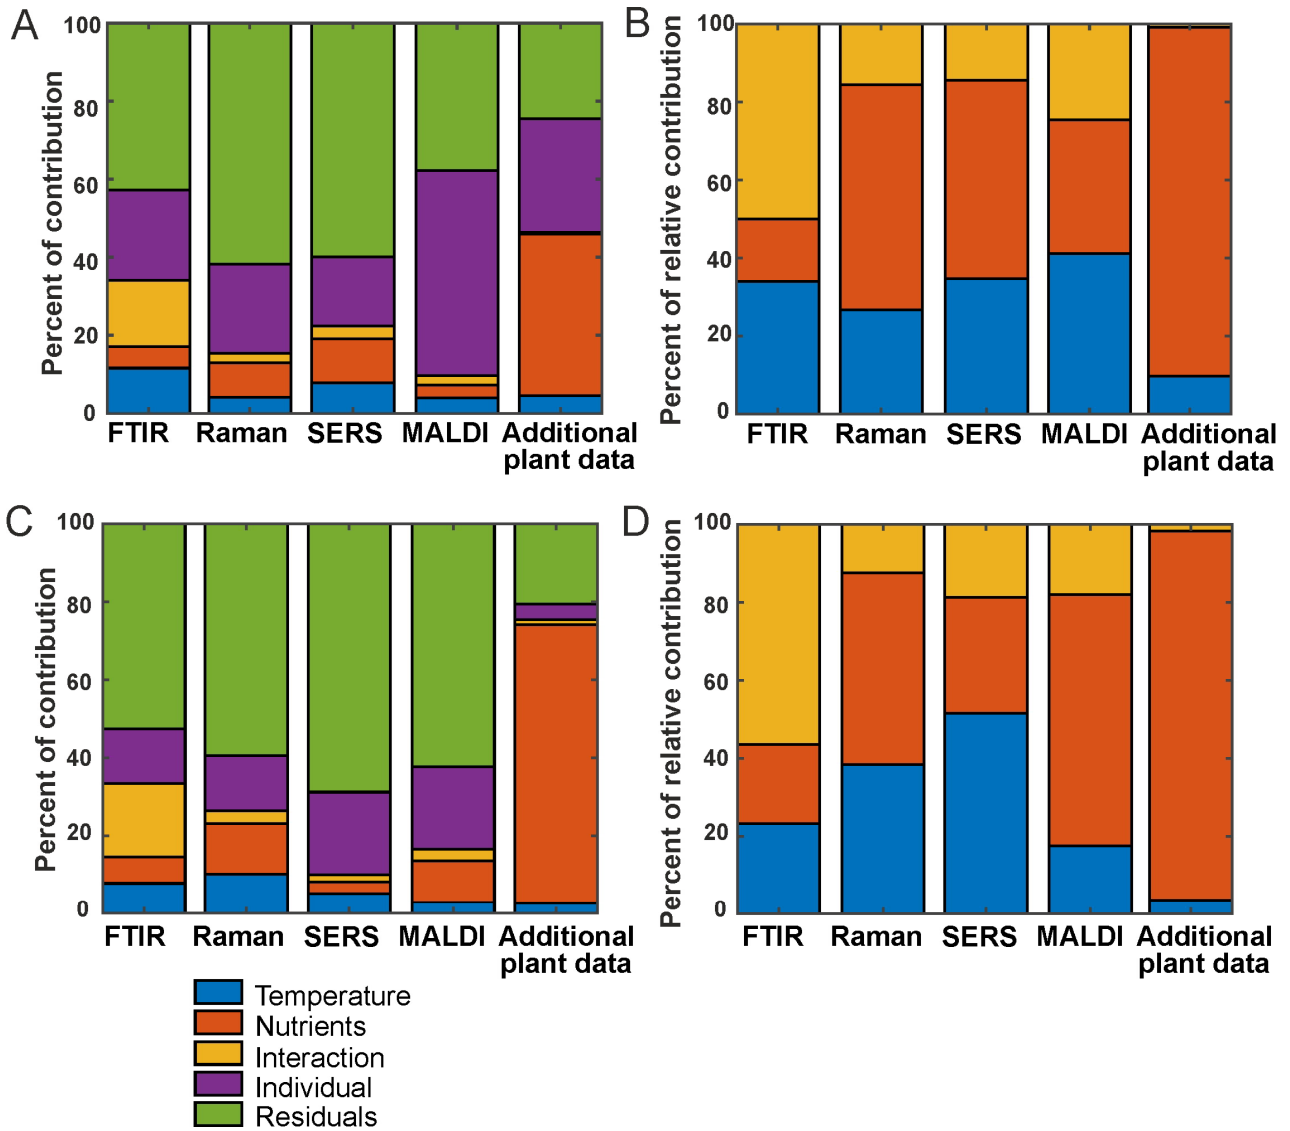 A
Percent of contribution
100
80
60
40
20
0
FTIR Raman SERS MALDI Additional
plant data
B
Percent of relative contribution
100
80
60
40
20
0
FTIR Raman SERS MALDI Additional
plant data
C
Percent of contribution
100
80
60
40
20
0
FTIR Raman SERS MALDI Additional
plant data
D
Percent of relative contribution
100
80
60
40
20
0
FTIR Raman SERS MALDI Additional
plant data
Temperature
Nutrients
Interaction
Individual
Residuals